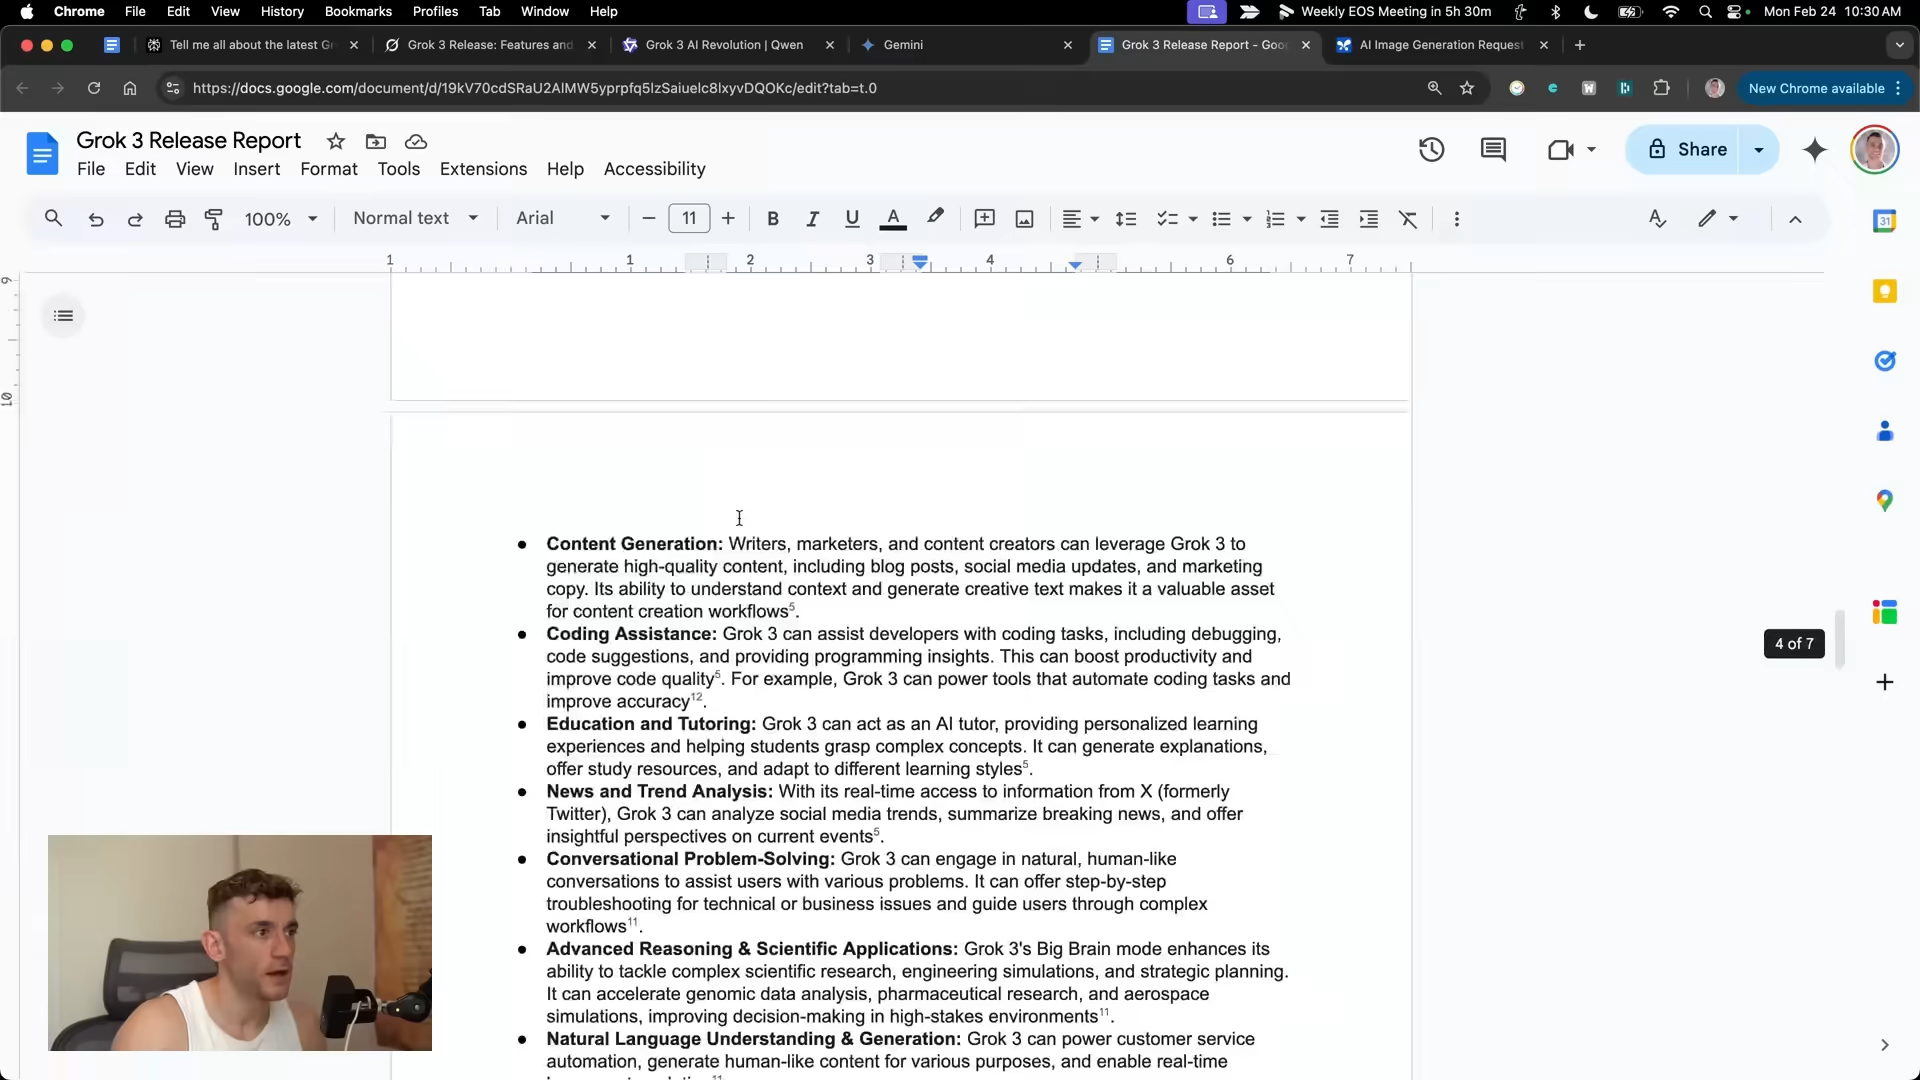 Chrome File Edit View History Bookmarks Profiles Tab Window Help Weekly EOS Meeting in 5h 30m Mon Feb 24 10:30 AM
Tell me all about the latest Gr Grok 3 Release: Features and Grok 3 AI Revolution | Qwen Gemini Grok 3 Release Report - Goo AI Image Generation Request
https://docs.google.com/document/d/19kV70cdSRaU2AlMW5yprpfq5lzSaiuelc8lxyvDQOKc/edit?tab=t.0 New Chrome available
Grok 3 Release Report
File Edit View Insert Format Tools Extensions Help Accessibility
Share
100% Normal text Arial 11 B I U A
1 1 2 3 4 6 7
9
10
31
Content Generation: Writers, marketers, and content creators can leverage Grok 3 to
generate high-quality content, including blog posts, social media updates, and marketing
copy. Its ability to understand context and generate creative text makes it a valuable asset
for content creation workflows⁵.
Coding Assistance: Grok 3 can assist developers with coding tasks, including debugging,
code suggestions, and providing programming insights. This can boost productivity and
improve code quality⁵. For example, Grok 3 can power tools that automate coding tasks and
improve accuracy¹².
Education and Tutoring: Grok 3 can act as an AI tutor, providing personalized learning
experiences and helping students grasp complex concepts. It can generate explanations,
offer study resources, and adapt to different learning styles⁵.
News and Trend Analysis: With its real-time access to information from X (formerly
Twitter), Grok 3 can analyze social media trends, summarize breaking news, and offer
insightful perspectives on current events⁵.
Conversational Problem-Solving: Grok 3 can engage in natural, human-like
conversations to assist users with various problems. It can offer step-by-step
troubleshooting for technical or business issues and guide users through complex
workflows¹¹.
Advanced Reasoning & Scientific Applications: Grok 3's Big Brain mode enhances its
ability to tackle complex scientific research, engineering simulations, and strategic planning.
It can accelerate genomic data analysis, pharmaceutical research, and aerospace
simulations, improving decision-making in high-stakes environments¹¹.
Natural Language Understanding & Generation: Grok 3 can power customer service
automation, generate human-like content for various purposes, and enable real-time
4 of 7